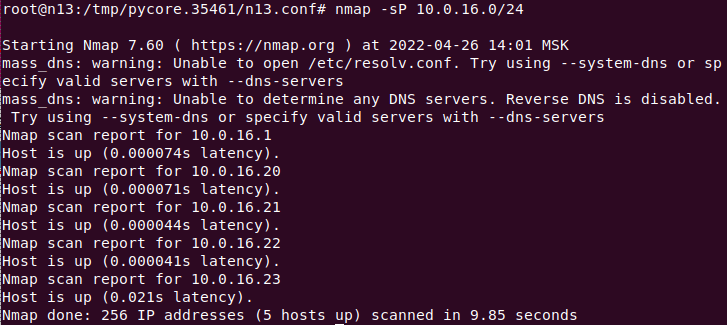 root@n13:/tmp/pycore.35461/n13.conf# nmap -sP 10.0.16.0/24
Starting Nmap 7.60 ( https://nmap.org ) at 2022-04-26 14:01 MSK
mass_dns: warning: Unable to open /etc/resolv.conf. Try using --system-dns or sp
ecify valid servers with --dns-servers
mass_dns: warning: Unable to determine any DNS servers. Reverse DNS is disabled.
 Try using --system-dns or specify valid servers with --dns-servers
Nmap scan report for 10.0.16.1
Host is up (0.000074s latency).
Nmap scan report for 10.0.16.20
Host is up (0.000071s latency).
Nmap scan report for 10.0.16.21
Host is up (0.000044s latency).
Nmap scan report for 10.0.16.22
Host is up (0.000041s latency).
Nmap scan report for 10.0.16.23
Host is up (0.021s latency).
Nmap done: 256 IP addresses (5 hosts up) scanned in 9.85 seconds